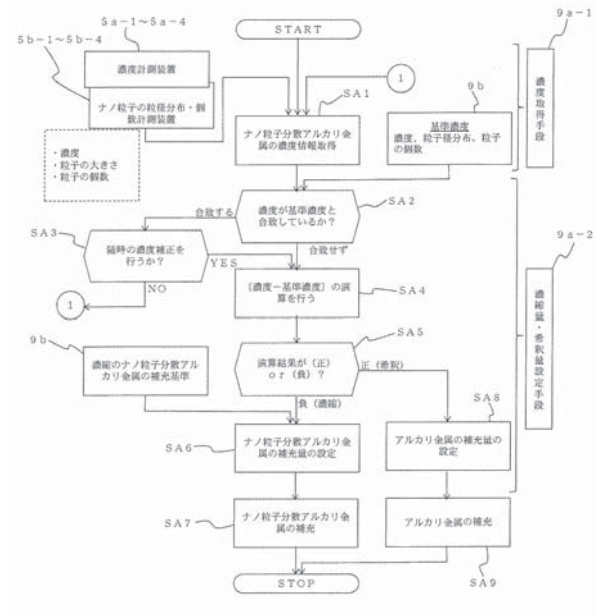 9a-1
5a-1～5a-4
5b-1～5b-4
START
濃度計測装置
ナノ粒子の粒径分布・個
数計測装置
・濃度
・粒子の大きさ
・粒子の個数
1
SA1
ナノ粒子分散アルカリ金
属の濃度情報取得
9b
基準濃度
濃度、粒子径分布、粒子
の個数
濃度取得手段
SA2
濃度が基準濃度と
合致しているか？
合致する
合致せず
SA3
随時の濃度補正を
行うか？
YES
NO
1
9a-2
SA4
［濃度－基準濃度］の演
算を行う
濃縮量・希釈量設定手段
SA5
演算結果が（正）
or（負）？
正（希釈）
負（濃縮）
9b
濃縮のナノ粒子分散アル
カリ金属の補充基準
SA6
ナノ粒子分散アルカリ金
属の補充量の設定
SA8
アルカリ金属の補充量の
設定
SA7
ナノ粒子分散アルカリ金
属の補充
アルカリ金属の補充
SA9
STOP